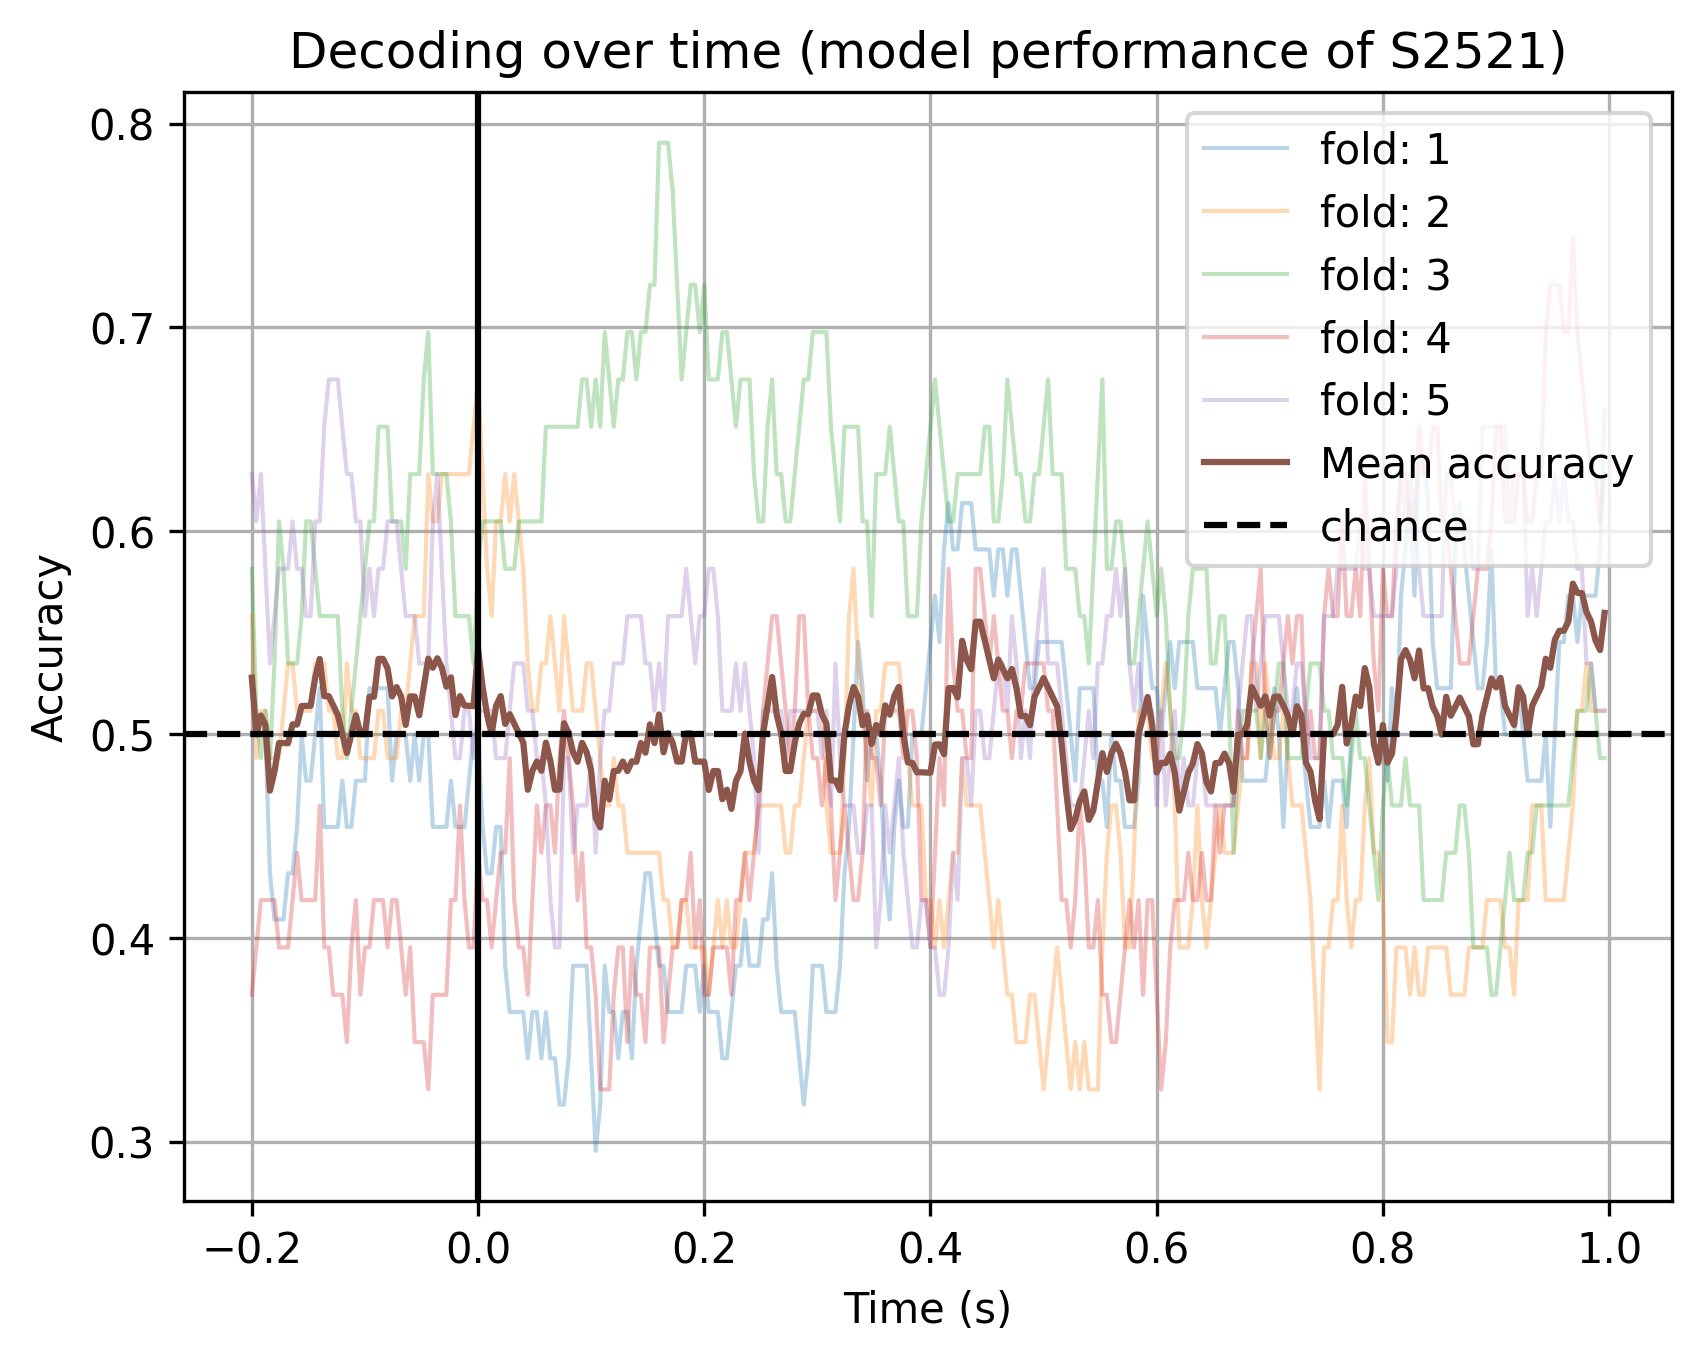 Decoding over time (model performance of S2521)
Accuracy
0.8
0.7
0.6
0.5
0.4
0.3
−0.2
0.0
0.2
0.4
0.6
0.8
1.0
Time (s)
fold: 1
fold: 2
fold: 3
fold: 4
fold: 5
Mean accuracy
chance